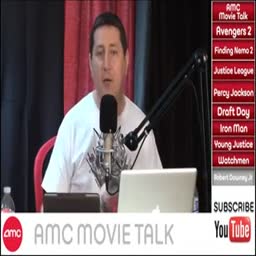 AMC
Movie Talk
Avengers 2
Finding Nemo 2
Justice League
Percy Jackson
Draft Day
Iron Man
Young Justice
Watchmen
Robert Downey Jr
SUBSCRIBE
YouTube
amc
AMC MOVIE TALK